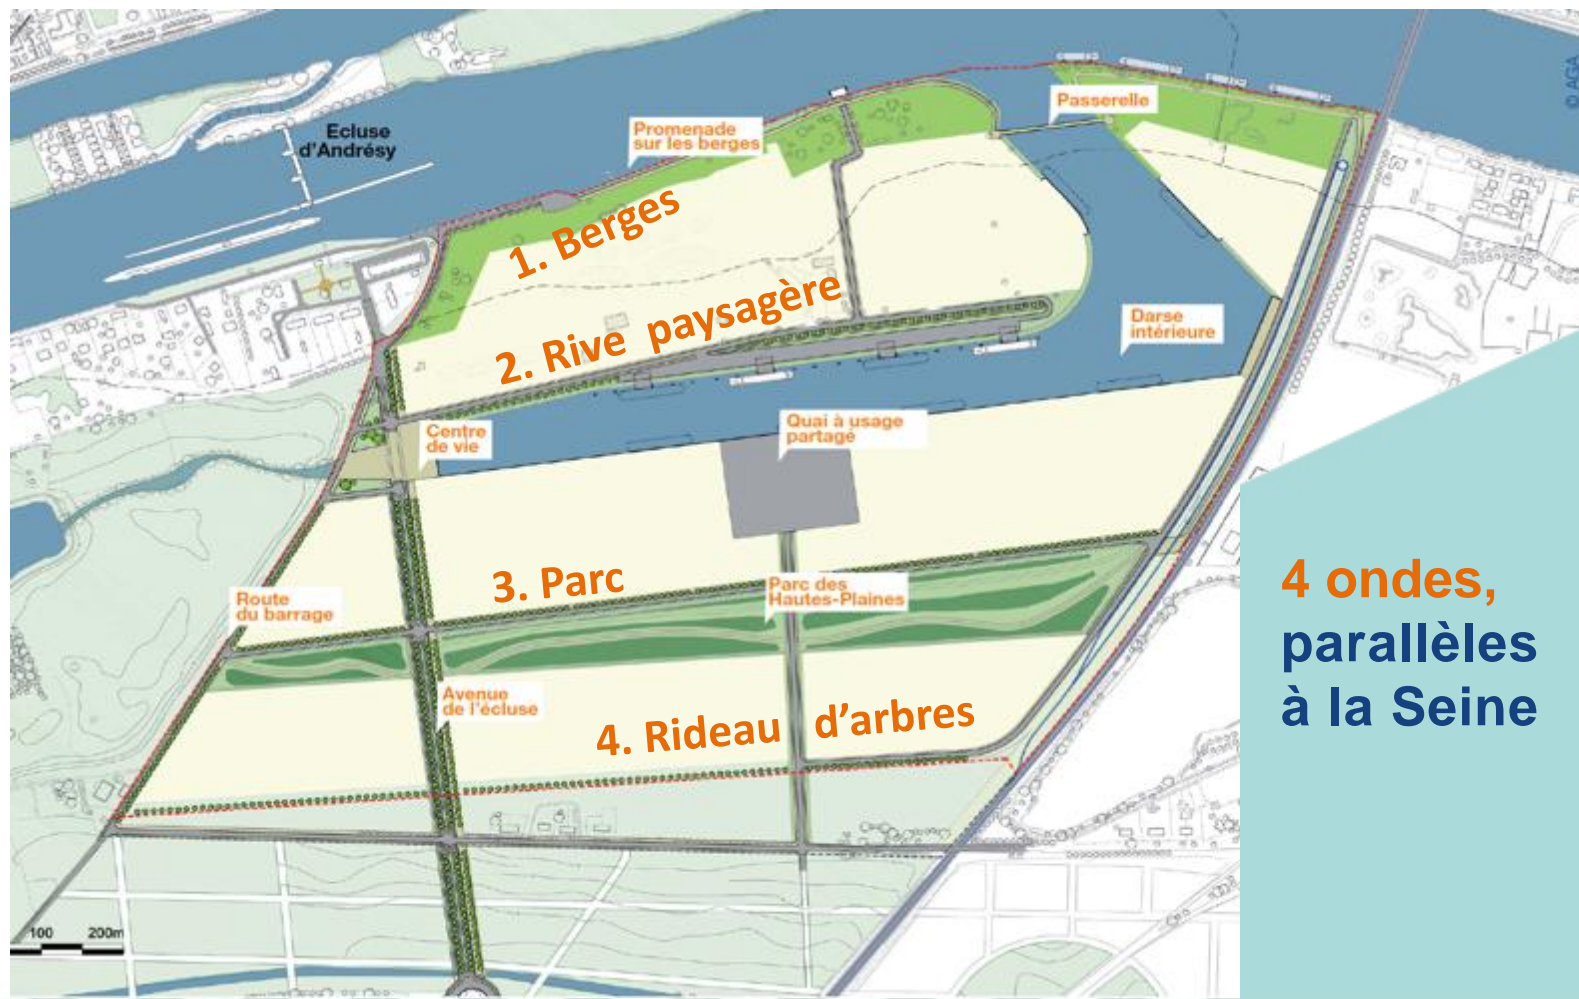 © AGA
Ecluse
d'Andrésy
Promenade
sur les berges
Passerelle
1. Berges
2. Rive paysagère
Darse
intérieure
Centre
de vie
Quai à usage
partagé
3. Parc
Route
du barrage
Parc des
Hautes-Plaines
Avenue
de l'écluse
4. Rideau d’arbres
100 200m
4 ondes,
parallèles
à la Seine